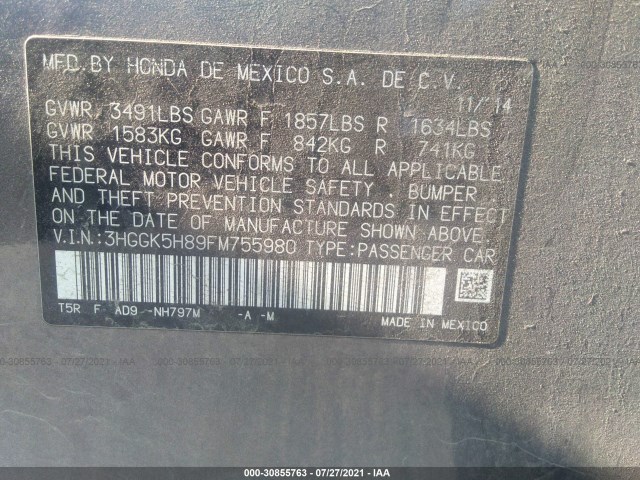 MFD. BY HONDA DE MEXICO S.A. DE C.V.
11/'14
GVWR 3491LBS GAWR F 1857LBS R 1634LBS
GVWR 1583KG GAWR F 842KG R 741KG
THIS VEHICLE CONFORMS TO ALL APPLICABLE
FEDERAL MOTOR VEHICLE SAFETY, BUMPER
AND THEFT PREVENTION STANDARDS IN EFFECT
ON THE DATE OF MANUFACTURE SHOWN ABOVE.
V.I.N.:3HGGK5H89FM755980 TYPE:PASSENGER CAR
T5R F AD9 -NH797M -A -M
MADE IN MEXICO
000-30855763 - 07/27/2021 - IAA